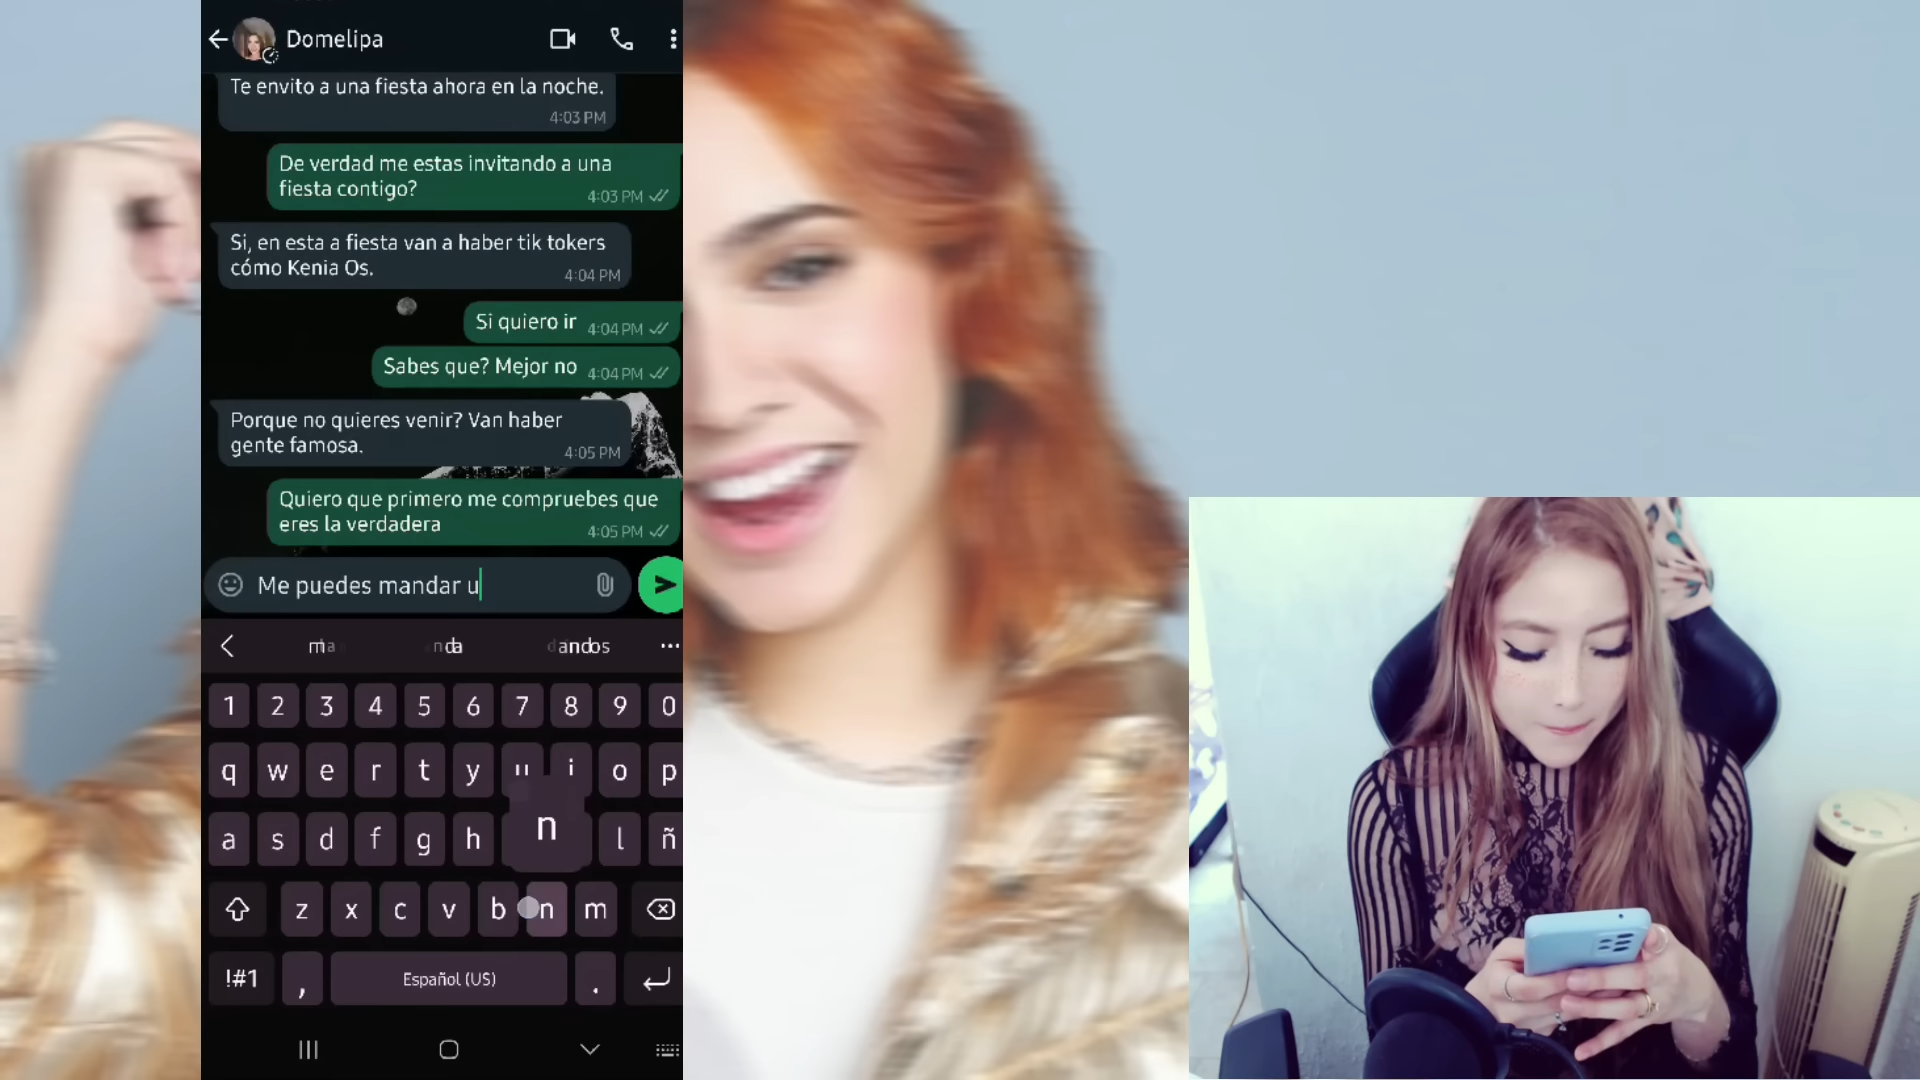 Domelipa
Te envito a una fiesta ahora en la noche.
4:03 PM
De verdad me estas invitando a una
fiesta contigo?
4:03 PM
Si, en esta a fiesta van a haber tik tokers
cómo Kenia Os.
4:04 PM
Si quiero ir 4:04 PM
Sabes que? Mejor no 4:04 PM
Porque no quieres venir? Van haber
gente famosa.
4:05 PM
Quiero que primero me compruebes que
eres la verdadera
4:05 PM
Me puedes mandar u
1 2 3 4 5 6 7 8 9 0
q w e r t y u i o p
a s d f g h l ñ
n
z x c v b n m
!#1 , Español (US) .